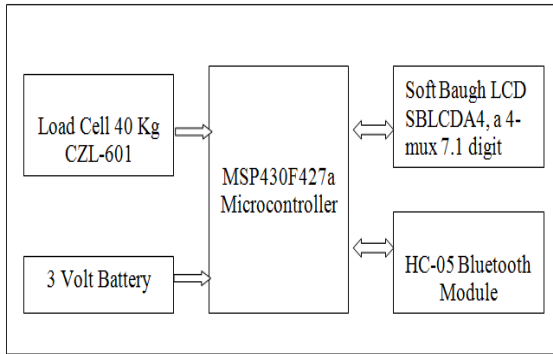 Load Cell 40 Kg
CZL-601
3 Volt Battery
MSP430F427a
Microcontroller
Soft Baugh LCD
SBLCDA4, a 4-
mux 7.1 digit
HC-05 Bluetooth
Module